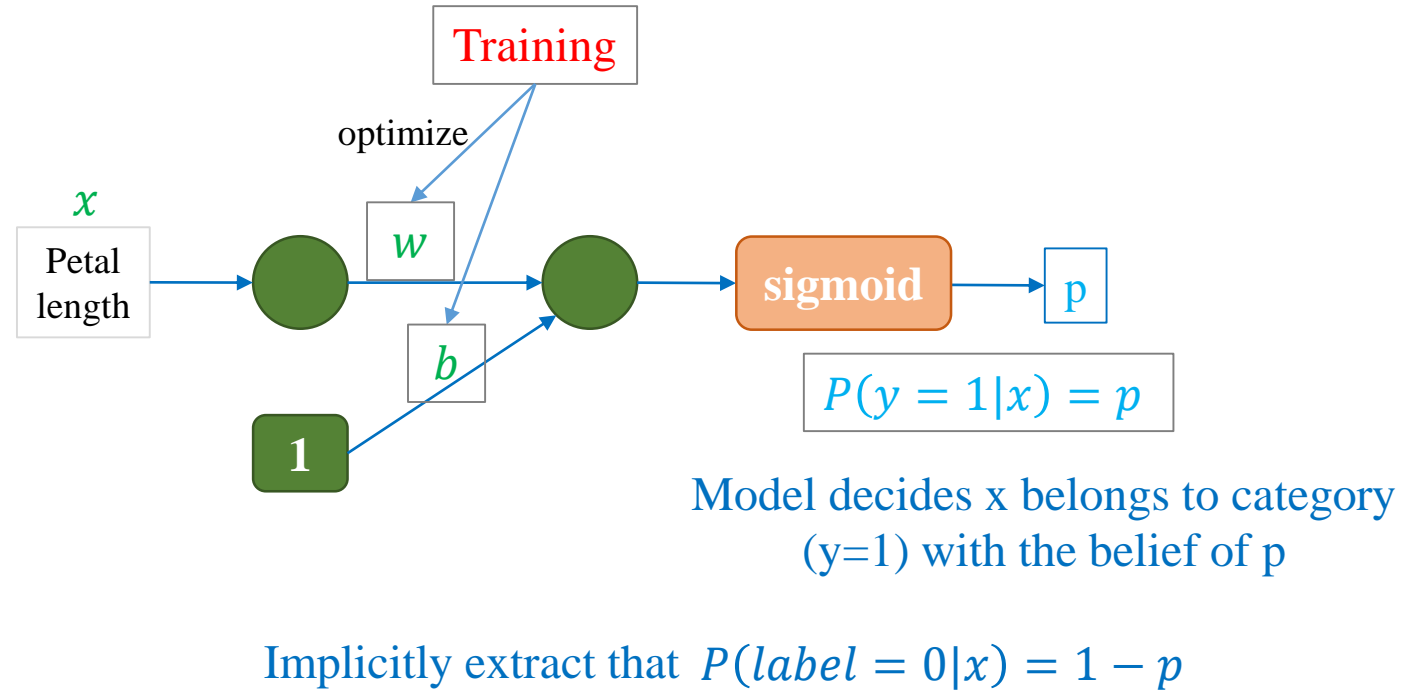 Training
optimize
x
Petal
length
w
b
1
sigmoid
p
P(y = 1|x) = p
Model decides x belongs to category
(y=1) with the belief of p
Implicitly extract that P(label = 0|x) = 1 − p